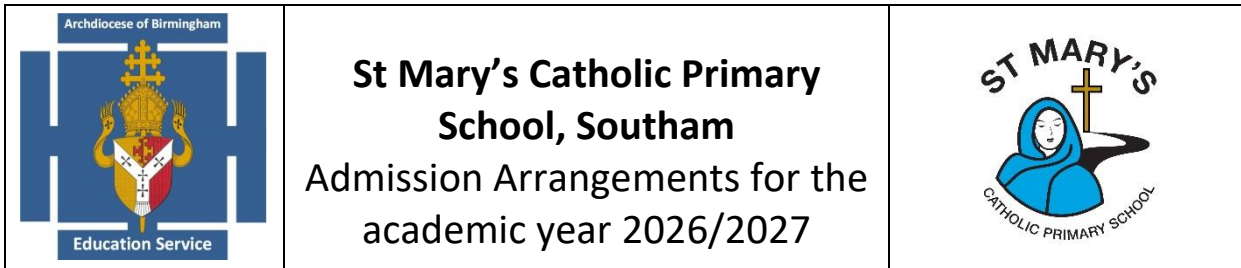 Archdiocese of Birmingham
Education Service
St Mary’s Catholic Primary
School, Southam
Admission Arrangements for the
academic year 2026/2027
ST MARY'S
CATHOLIC PRIMARY SCHOOL